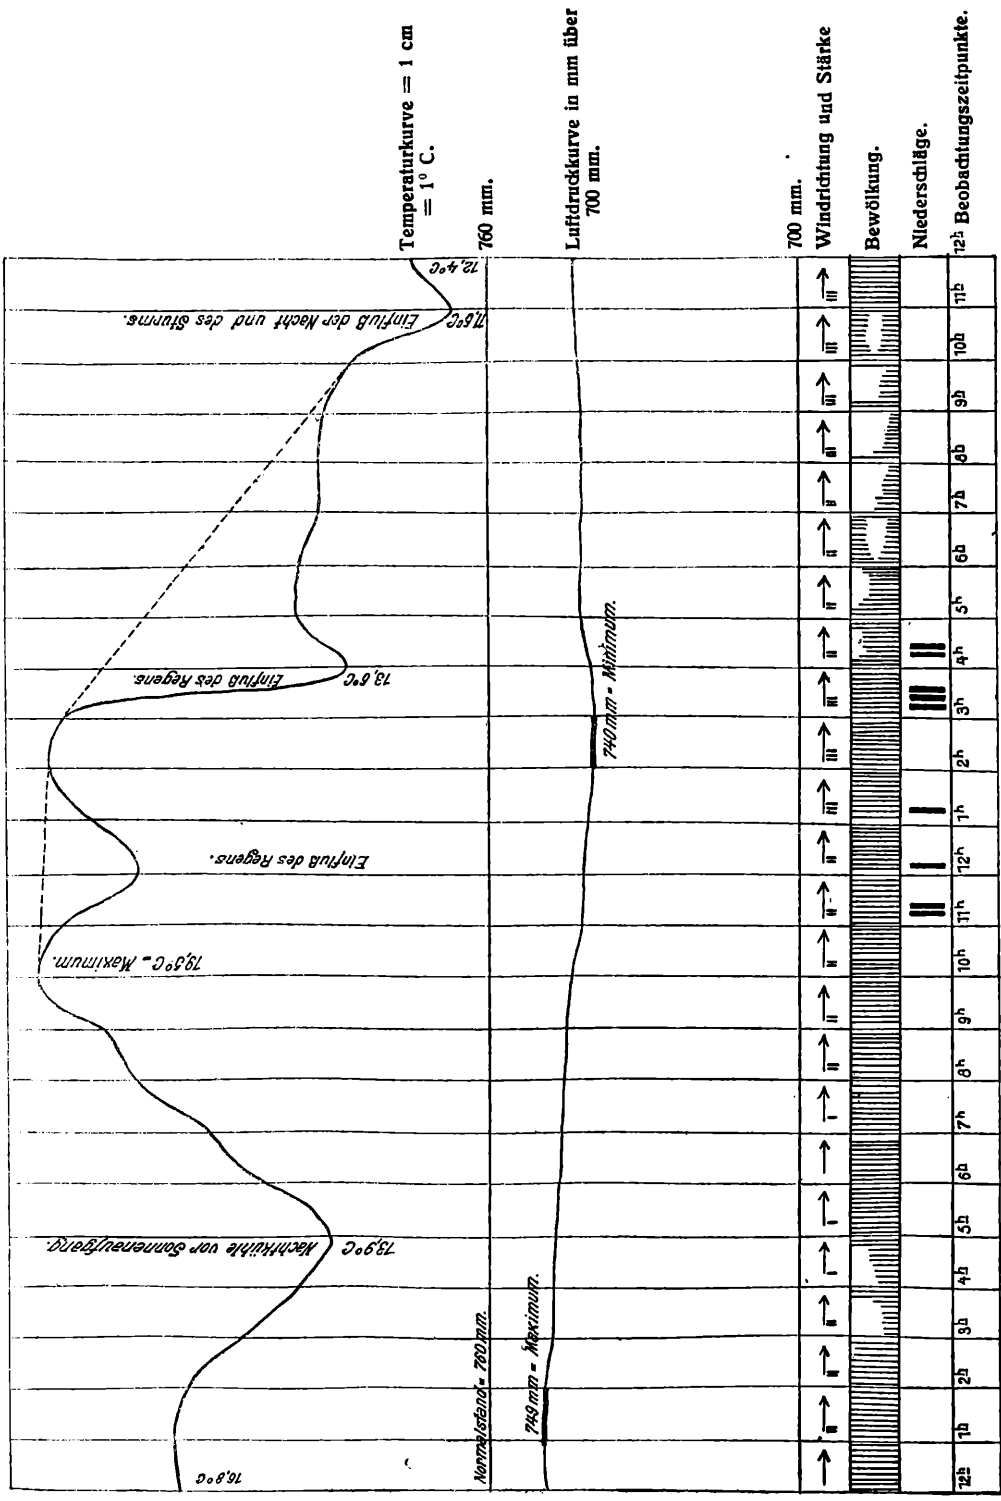 Temperaturkurve = 1 cm
= 1° C.
760 mm.
Luftdruckkurve in mm über
700 mm.
700 mm.
Windrichtung und Stärke
Bewölkung.
Niederschläge.
12h Beobachtungszeitpunkte.
16,8°C
Nachtkühle vor Sonnenaufgang.
13,9°C
19,5°C = Maximum.
Einfluß des Regens.
Einfluß des Regens.
13,6°C
Einfluß der Nacht und des Sturms.
11,6°C
12,4°C
Normalstand = 760 mm.
749 mm = Maximum.
740 mm = Minimum.
12h 1h 2h 3h 4h 5h 6h 7h 8h 9h 10h 11h 12h 1h 2h 3h 4h 5h 6h 7h 8h 9h 10h 11h